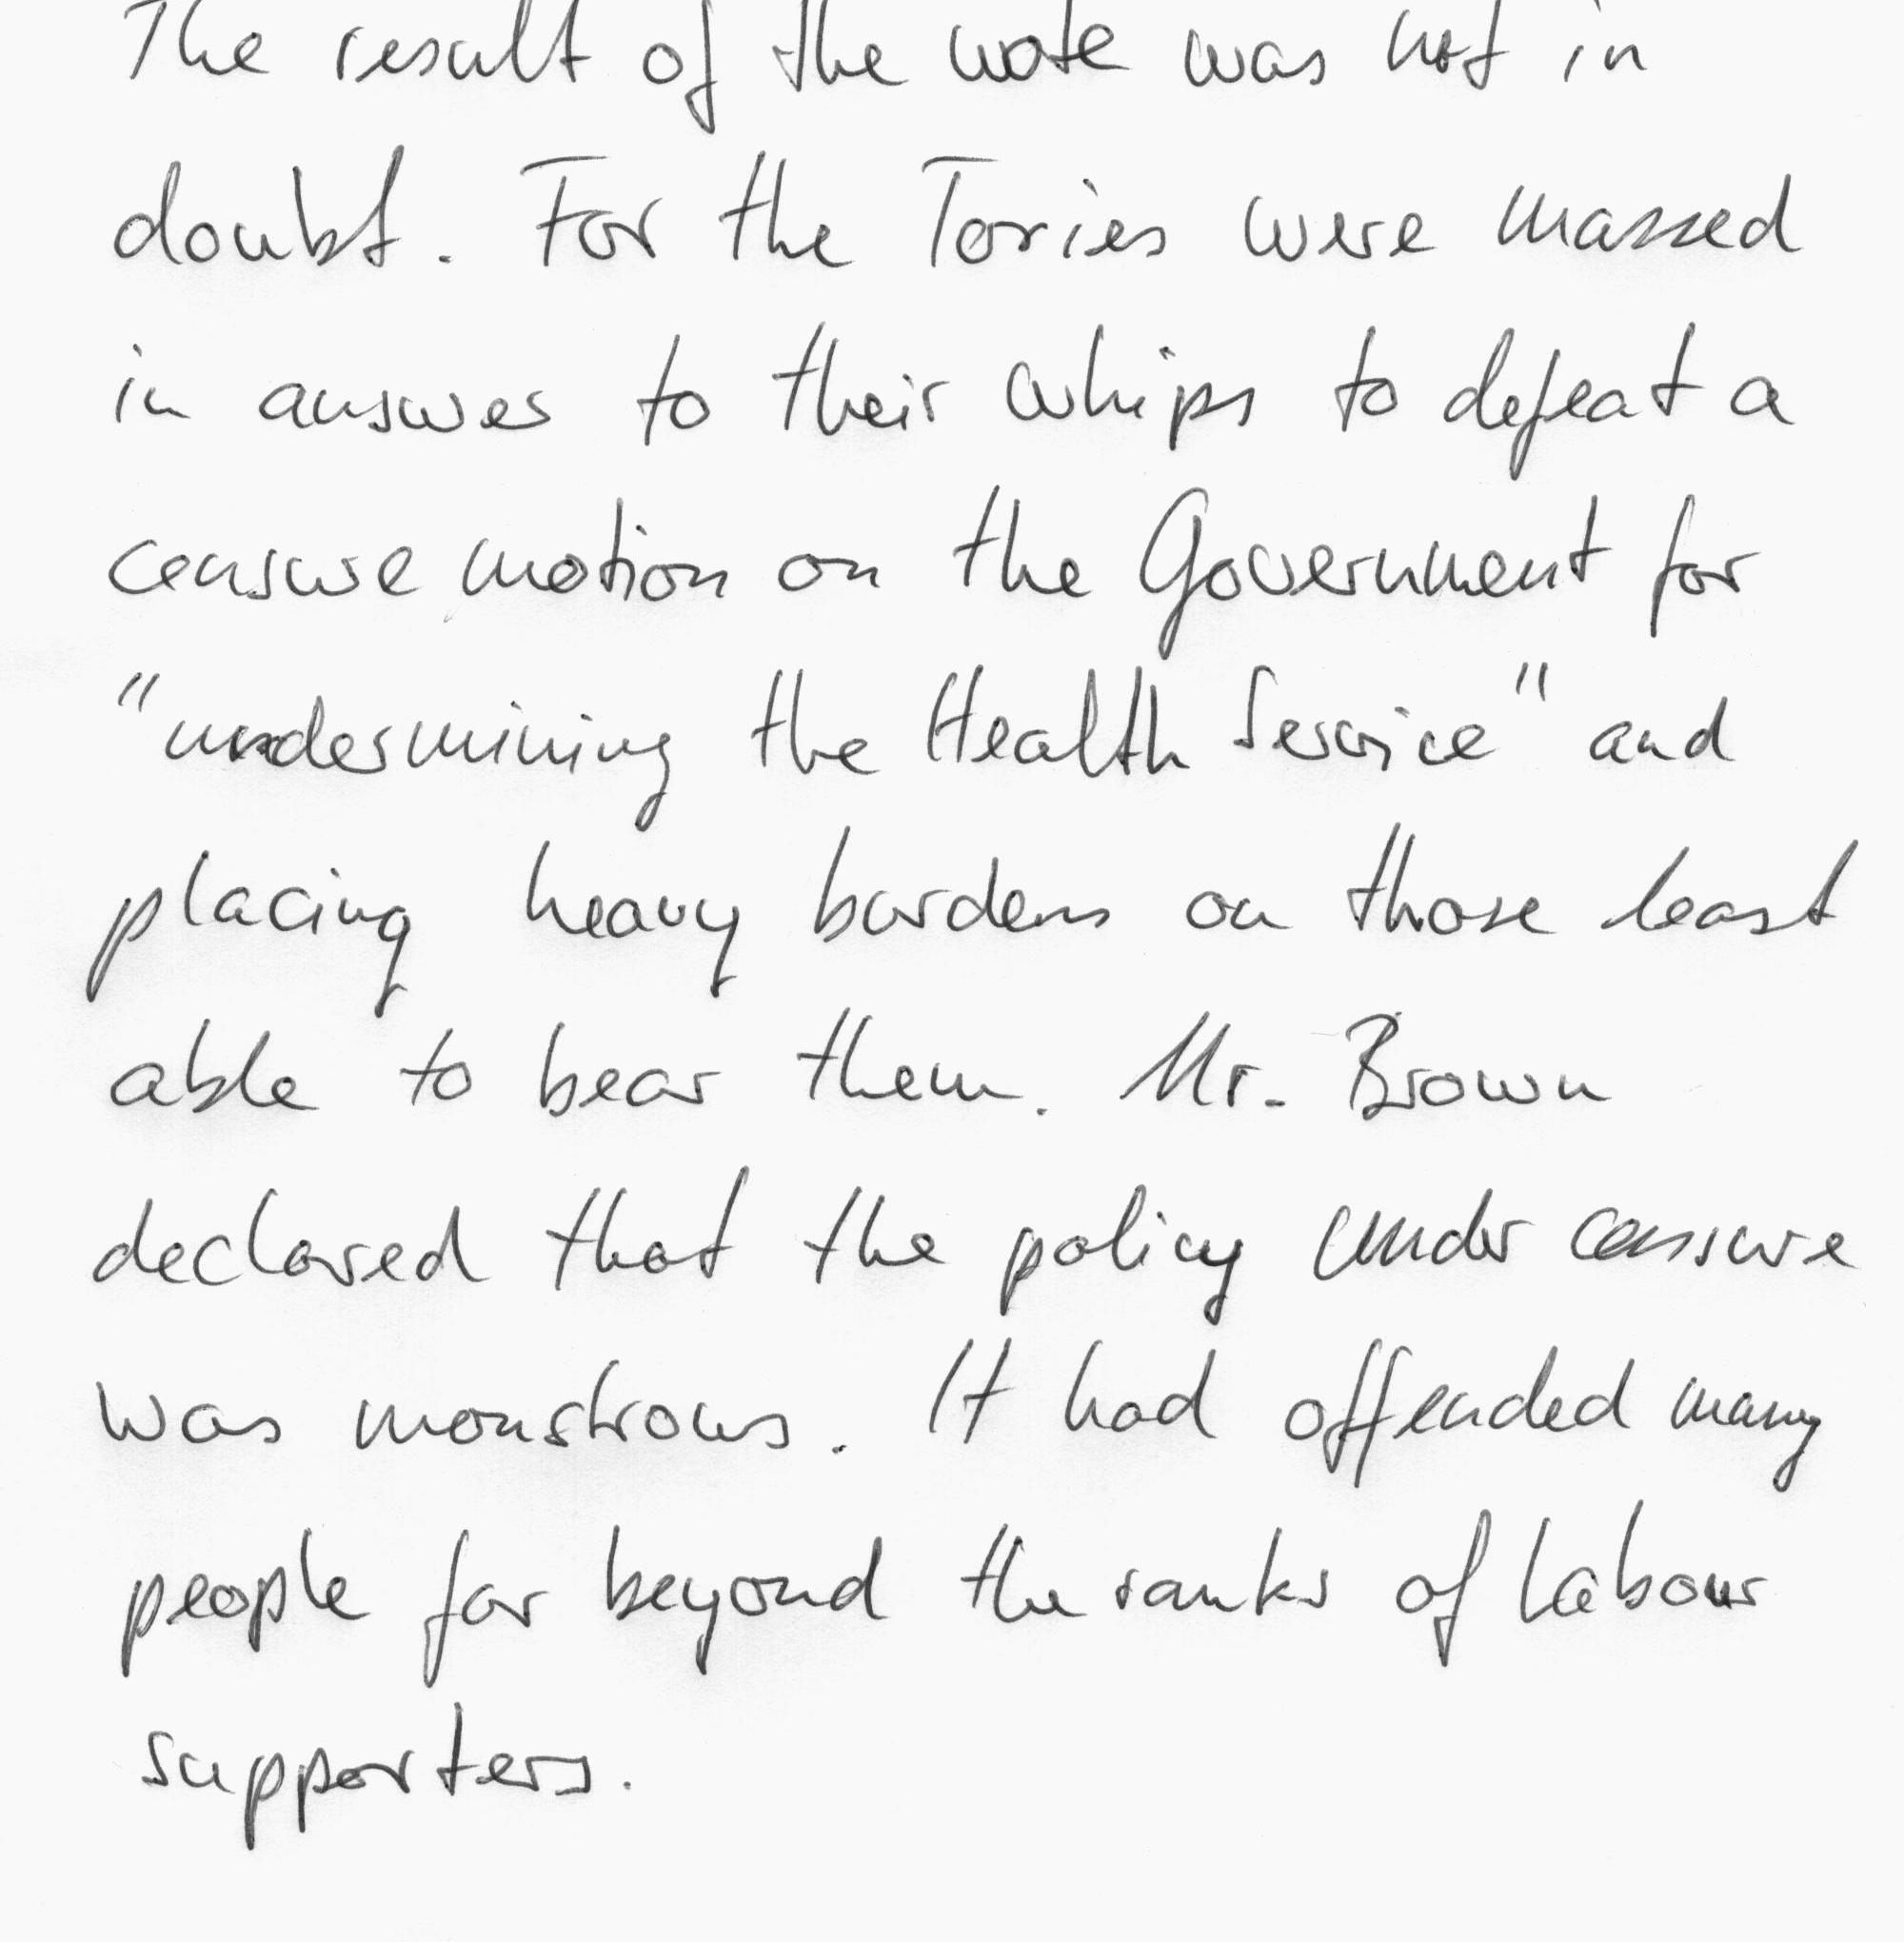 The result of the vote was not in
doubt. For the Tories were massed
in answer to their whips to defeat a
censure motion on the Government for
"undermining the Health Service" and
placing heavy burdens on those least
able to bear them. Mr. Brown
declared that the policy under censure
was monstrous. It had offended many
people far beyond the ranks of Labour
supporters.